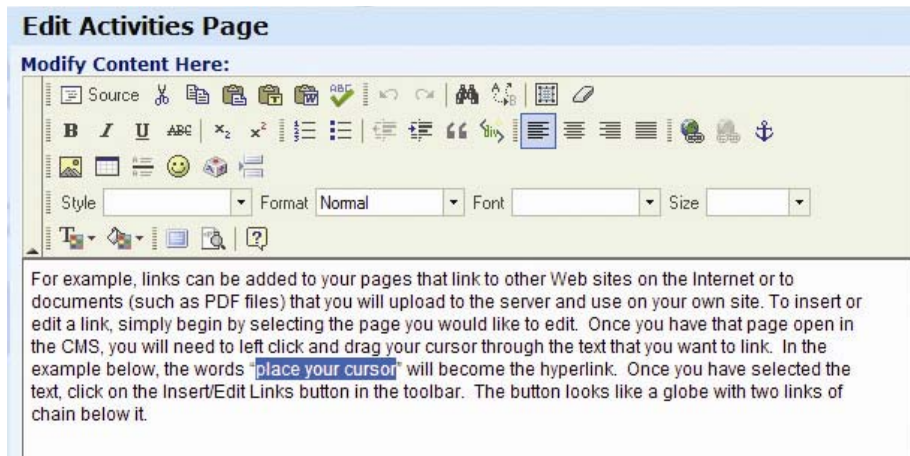 Edit Activities Page
Modify Content Here:
Source ABC
B I U ABC x₂ x² div
Style Format Normal Font Size
T
For example, links can be added to your pages that link to other Web sites on the Internet or to
documents (such as PDF files) that you will upload to the server and use on your own site. To insert or
edit a link, simply begin by selecting the page you would like to edit. Once you have that page open in
the CMS, you will need to left click and drag your cursor through the text that you want to link. In the
example below, the words “place your cursor” will become the hyperlink. Once you have selected the
text, click on the Insert/Edit Links button in the toolbar. The button looks like a globe with two links of
chain below it.